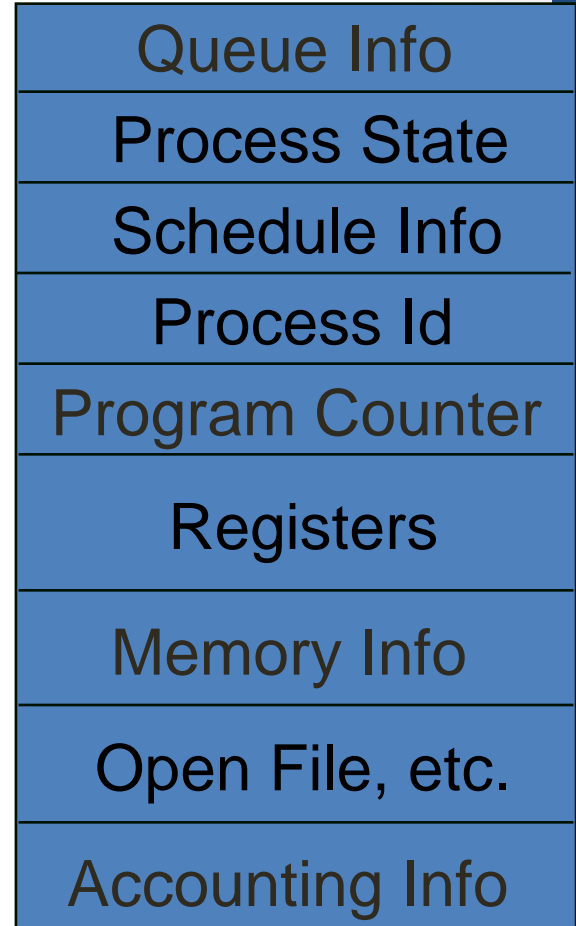 Queue Info
Process State
Schedule Info
Process Id
Program Counter
Registers
Memory Info
Open File, etc.
Accounting Info